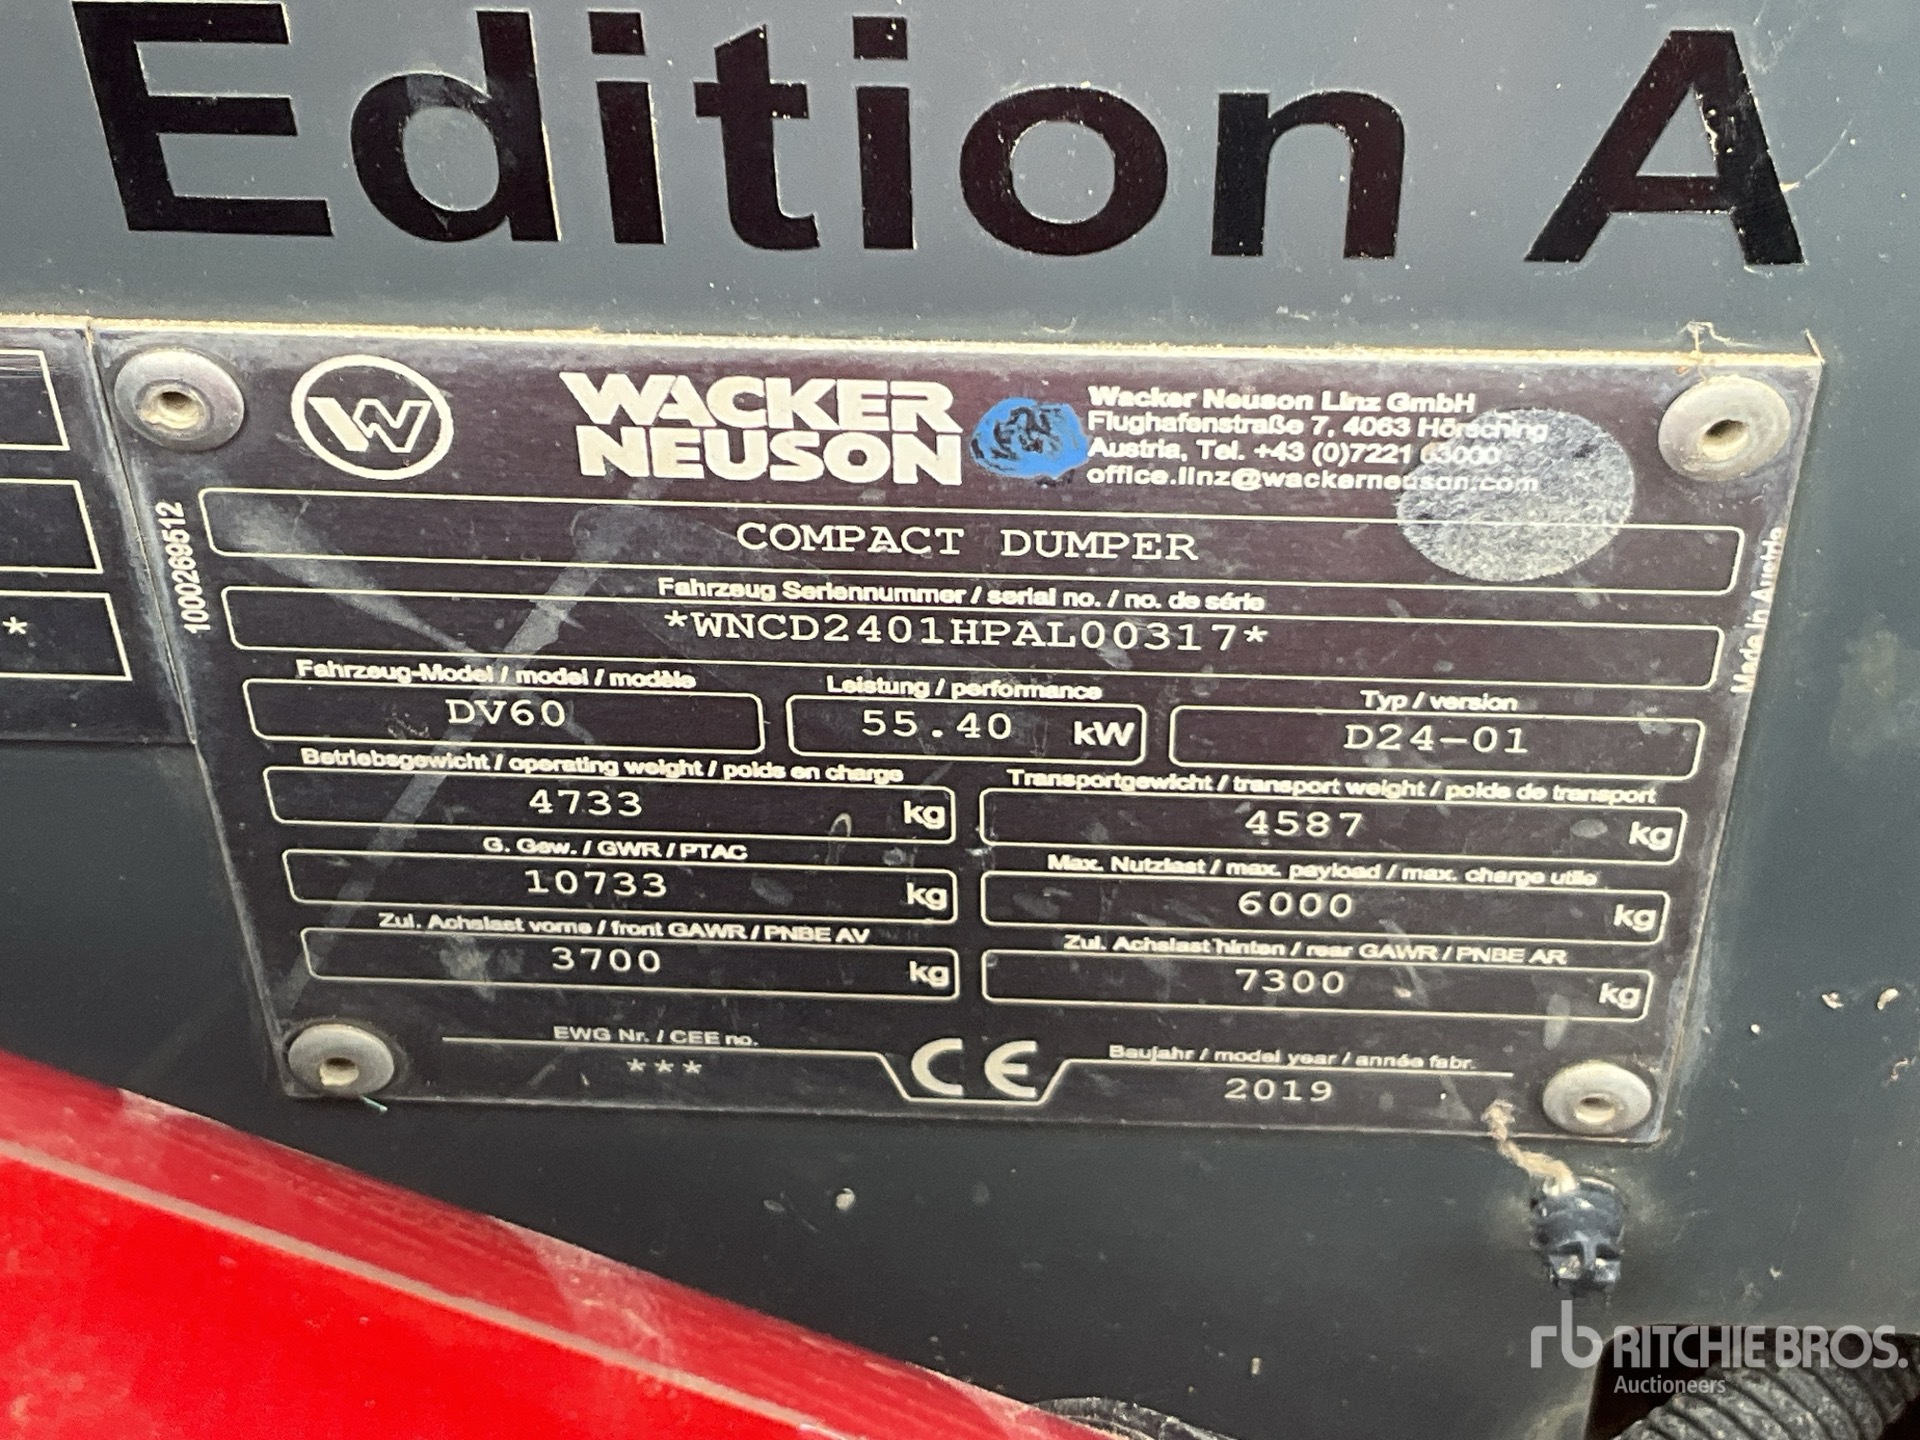 Edition A
W
WACKER
NEUSON
Wacker Neuson Linz GmbH
Flughafenstraße 7, 4063 Hörsching
Austria, Tel. +43 (0)7221 63000
office.linz@wackerneuson.com
1000269512
COMPACT DUMPER
Fahrzeug Seriennummer / serial no. / no. de série
*WNCD2401HPAL00317*
Made in Austria
*
Fahrzeug-Model / model / modèle
DV60
Leistung / performance
55.40 kW
Typ / version
D24-01
Betriebsgewicht / operating weight / poids en charge
4733 kg
Transportgewicht / transport weight / poids de transport
4587 kg
G. Gew. / GWR / PTAC
10733 kg
Max. Nutzlast / max. payload / max. charge utile
6000 kg
Zul. Achslast vorne / front GAWR / PNBE AV
3700 kg
Zul. Achslast hinten / rear GAWR / PNBE AR
7300 kg
EWG Nr. / CEE no.
***
CE
Baujahr / model year / année fabr.
2019
rb RITCHIE BROS.
Auctioneers